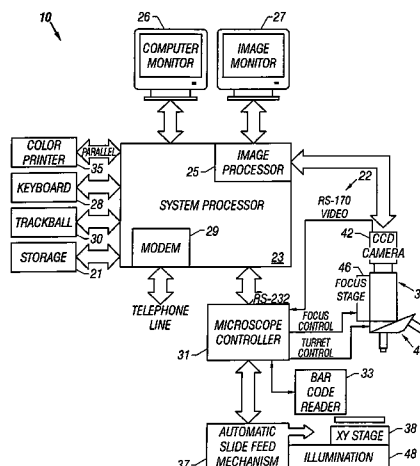 10
26
27
COMPUTER
MONITOR
IMAGE
MONITOR
COLOR
PRINTER
PARALLEL
35
KEYBOARD
28
TRACKBALL
30
STORAGE
21
25
IMAGE
PROCESSOR
SYSTEM PROCESSOR
MODEM
29
23
22
RS-170
VIDEO
42
CCD
CAMERA
46
FOCUS
STAGE
3
4
TELEPHONE
LINE
RS-232
MICROSCOPE
CONTROLLER
31
FOCUS
CONTROL
TURRET
CONTROL
BAR
CODE
READER
33
AUTOMATIC
SLIDE FEED
MECHANISM
37
XY STAGE
38
ILLUMINATION
48